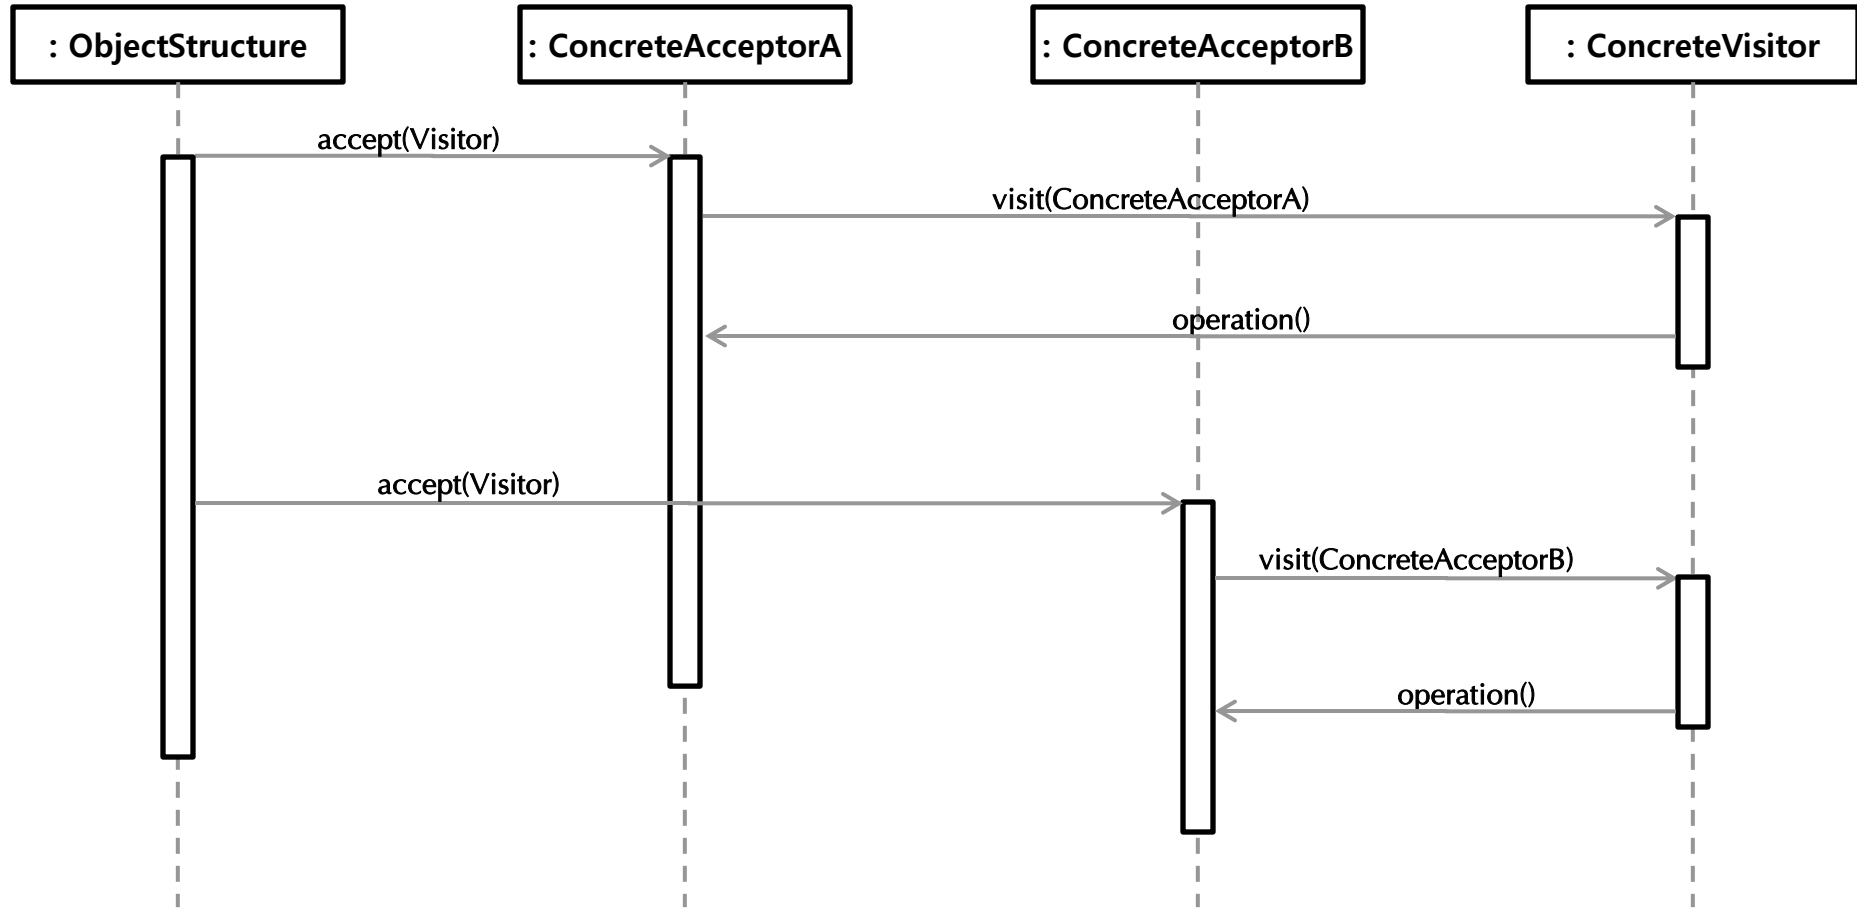 : ObjectStructure
: ConcreteAcceptorA
: ConcreteAcceptorB
: ConcreteVisitor
accept(Visitor)
visit(ConcreteAcceptorA)
operation()
accept(Visitor)
visit(ConcreteAcceptorB)
operation()